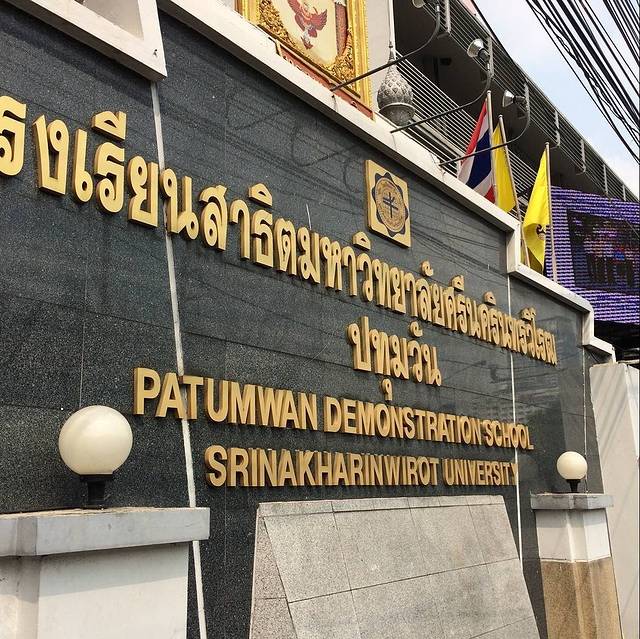 โรงเรียนสาธิตมหาวิทยาลัยศรีนครินทรวิโรฒ
ปทุมวัน
PATUMWAN DEMONSTRATION SCHOOL
SRINAKHARINWIROT UNIVERSITY